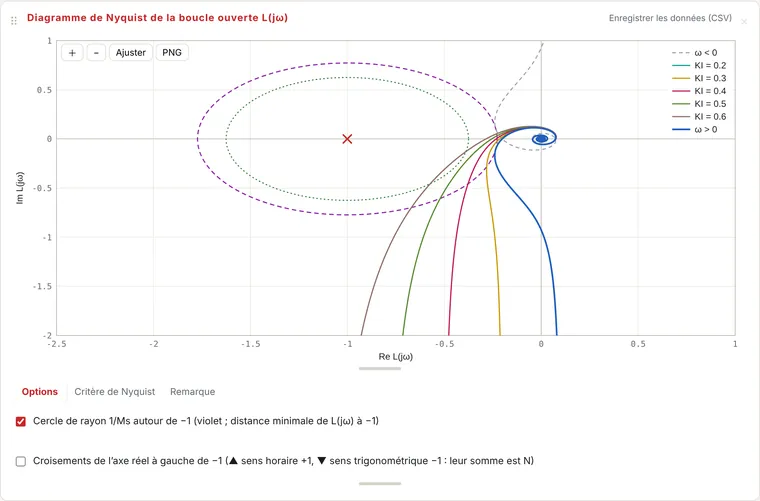 Diagramme de Nyquist de la boucle ouverte L(jω)
Enregistrer les données (CSV)
+ - Ajuster PNG
ω < 0
KI = 0.2
KI = 0.3
KI = 0.4
KI = 0.5
KI = 0.6
ω > 0
1
0.5
0
-0.5
-1
-1.5
-2
Im L(jω)
-2.5 -2 -1.5 -1 -0.5 0 0.5 1
Re L(jω)
Options Critère de Nyquist Remarque
Cercle de rayon 1/Ms autour de −1 (violet ; distance minimale de L(jω) à −1)
Croisements de l’axe réel à gauche de −1 (▲ sens horaire +1, ▼ sens trigonométrique −1 : leur somme est N)